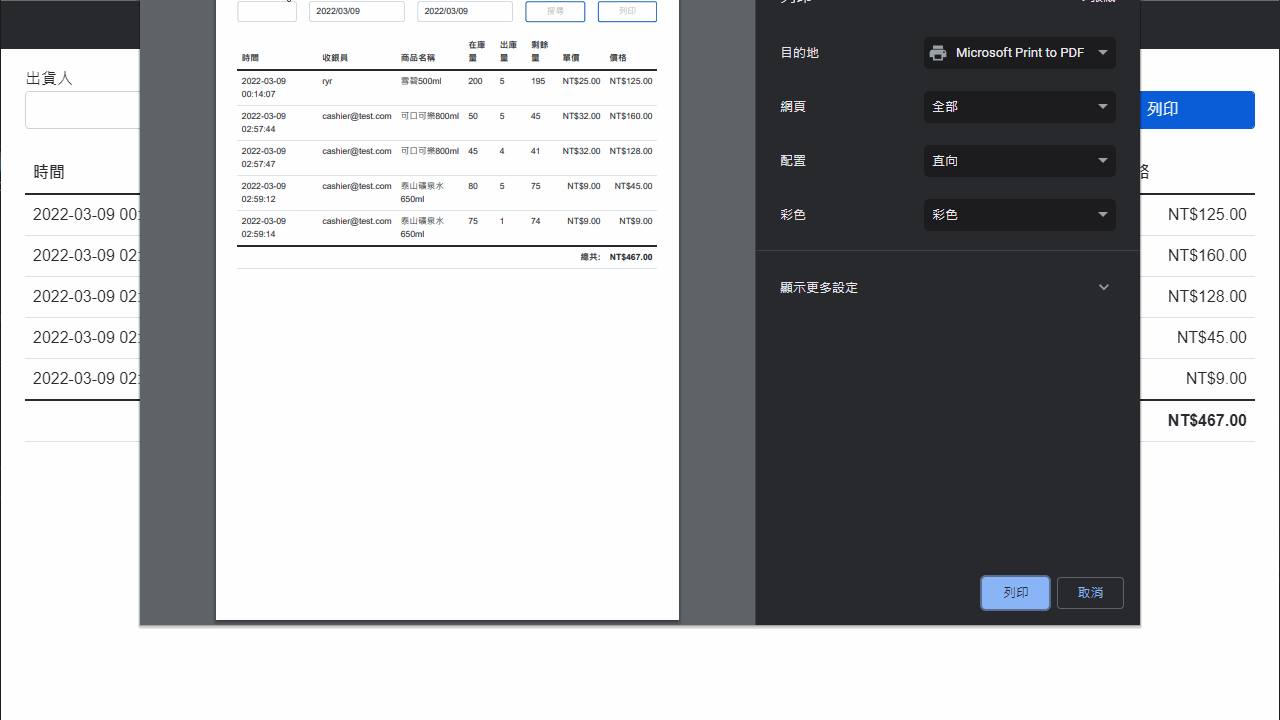 2022/03/09 2022/03/09 搜尋 列印
時間 收銀員 商品名稱 在庫量 出庫量 剩餘量 單價 價格
2022-03-09 00:14:07 ryr 雪碧500ml 200 5 195 NT$25.00 NT$125.00
2022-03-09 02:57:44 cashier@test.com 可口可樂800ml 50 5 45 NT$32.00 NT$160.00
2022-03-09 02:57:47 cashier@test.com 可口可樂800ml 45 4 41 NT$32.00 NT$128.00
2022-03-09 02:59:12 cashier@test.com 泰山礦泉水650ml 80 5 75 NT$9.00 NT$45.00
2022-03-09 02:59:14 cashier@test.com 泰山礦泉水650ml 75 1 74 NT$9.00 NT$9.00
總共: NT$467.00
目的地 Microsoft Print to PDF
網頁 全部
配置 直向
彩色 彩色
顯示更多設定
列印 取消
出貨人
列印
時間
2022-03-09 00: NT$125.00
2022-03-09 02: NT$160.00
2022-03-09 02: NT$128.00
2022-03-09 02: NT$45.00
2022-03-09 02: NT$9.00
NT$467.00